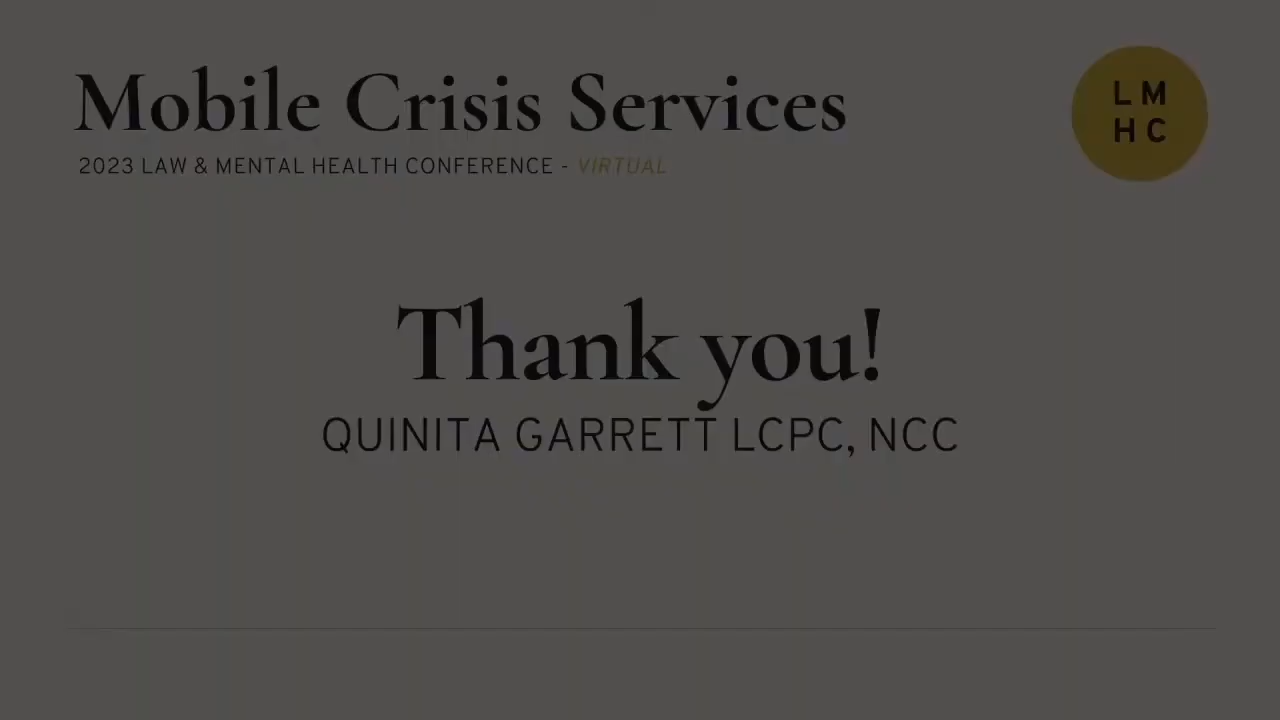 Mobile Crisis Services
2023 LAW & MENTAL HEALTH CONFERENCE - VIRTUAL
L M
H C
Thank you!
QUINITA GARRETT LCPC, NCC